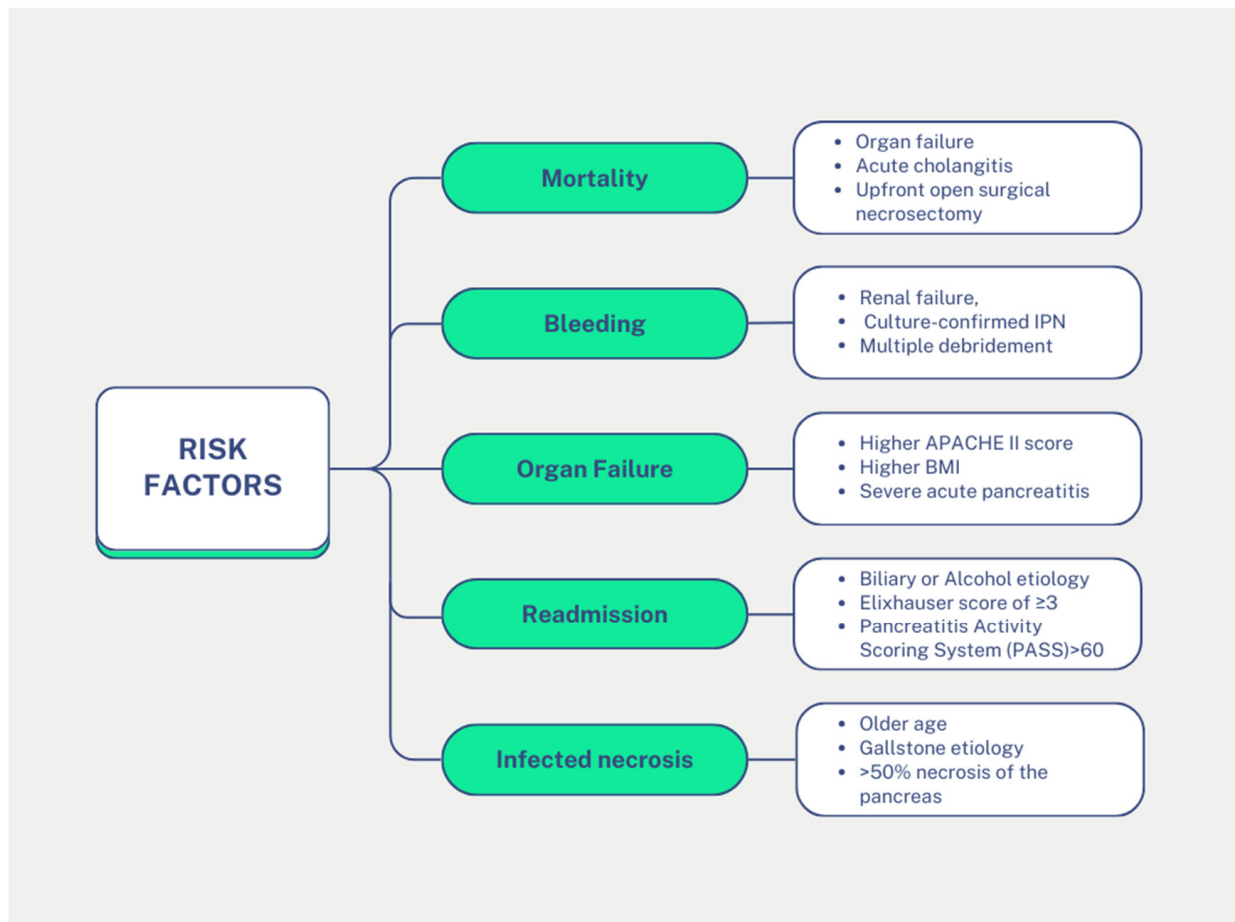 RISK
FACTORS
Mortality
• Organ failure
• Acute cholangitis
• Upfront open surgical
necrosectomy
Bleeding
• Renal failure,
• Culture-confirmed IPN
• Multiple debridement
Organ Failure
• Higher APACHE II score
• Higher BMI
• Severe acute pancreatitis
Readmission
• Biliary or Alcohol etiology
• Elixhauser score of ≥3
• Pancreatitis Activity
Scoring System (PASS)>60
Infected necrosis
• Older age
• Gallstone etiology
• >50% necrosis of the
pancreas